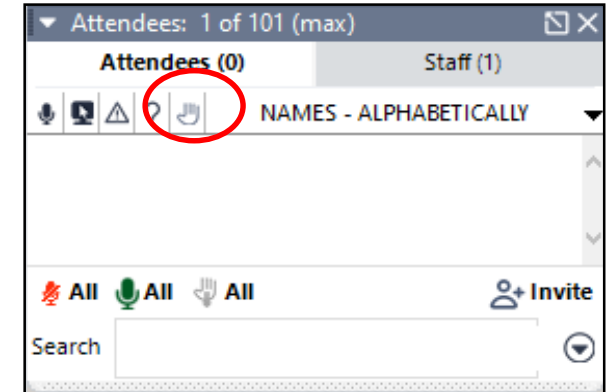 Attendees: 1 of 101 (max)
Attendees (0) Staff (1)
? NAMES - ALPHABETICALLY
All All All Invite
Search